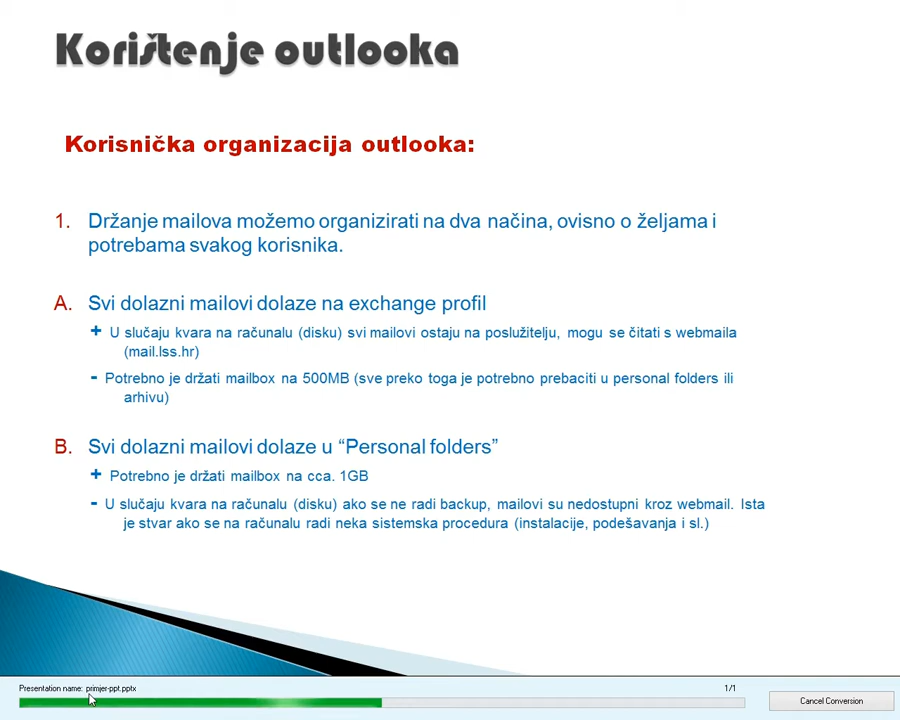 Korištenje outlooka
Korisnička organizacija outlooka:
1. Držanje mailova možemo organizirati na dva načina, ovisno o željama i
potrebama svakog korisnika.
A. Svi dolazni mailovi dolaze na exchange profil
+ U slučaju kvara na računalu (disku) svi mailovi ostaju na poslužitelju, mogu se čitati s webmaila
(mail.lss.hr)
- Potrebno je držati mailbox na 500MB (sve preko toga je potrebno prebaciti u personal folders ili
arhivu)
B. Svi dolazni mailovi dolaze u “Personal folders”
+ Potrebno je držati mailbox na cca. 1GB
- U slučaju kvara na računalu (disku) ako se ne radi backup, mailovi su nedostupni kroz webmail. Ista
je stvar ako se na računalu radi neka sistemska procedura (instalacije, podešavanja i sl.)
Presentation name: primjer-ppt.pptx 1/1
Cancel Conversion